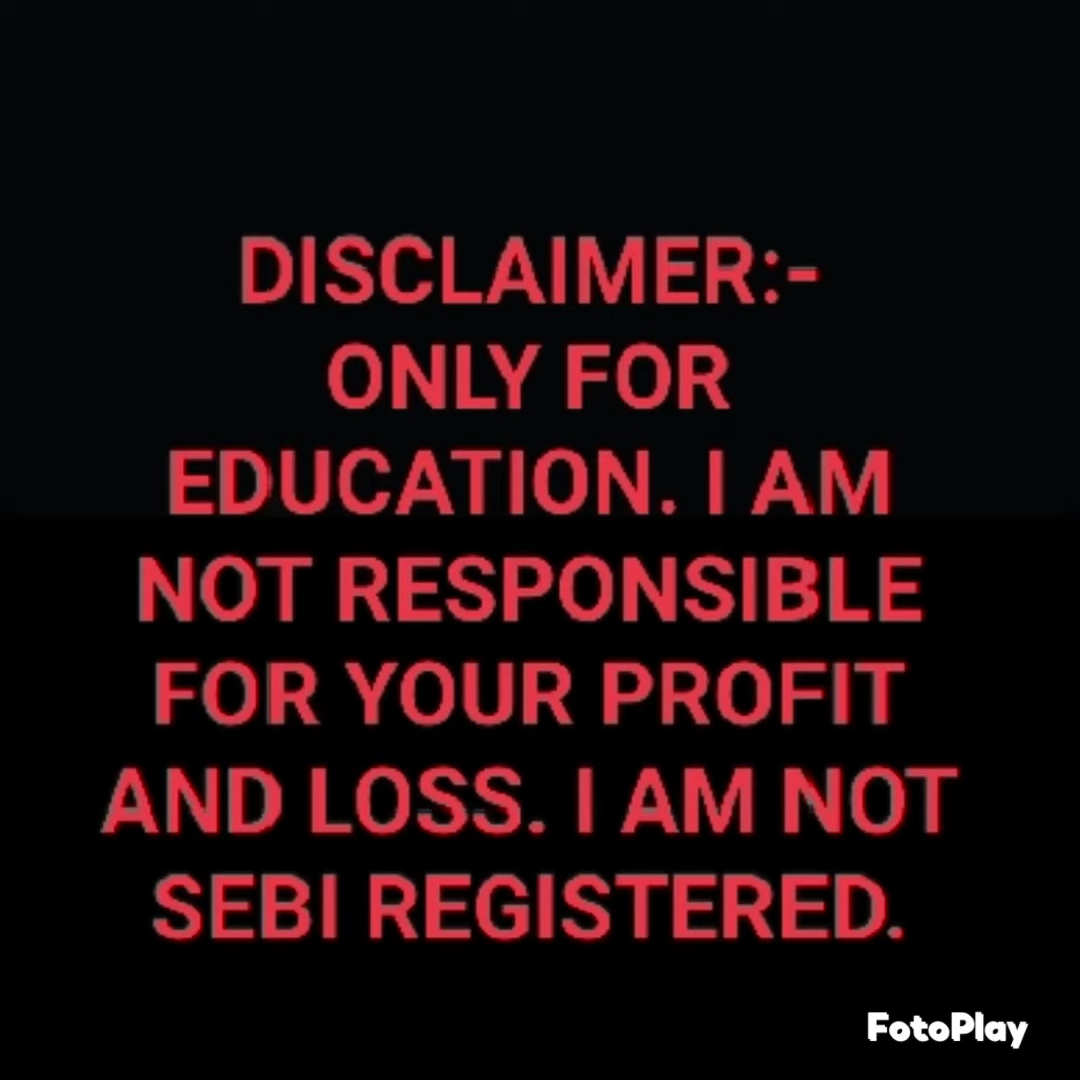 DISCLAIMER:-
ONLY FOR
EDUCATION. I AM
NOT RESPONSIBLE
FOR YOUR PROFIT
AND LOSS. I AM NOT
SEBI REGISTERED.
FotoPlay